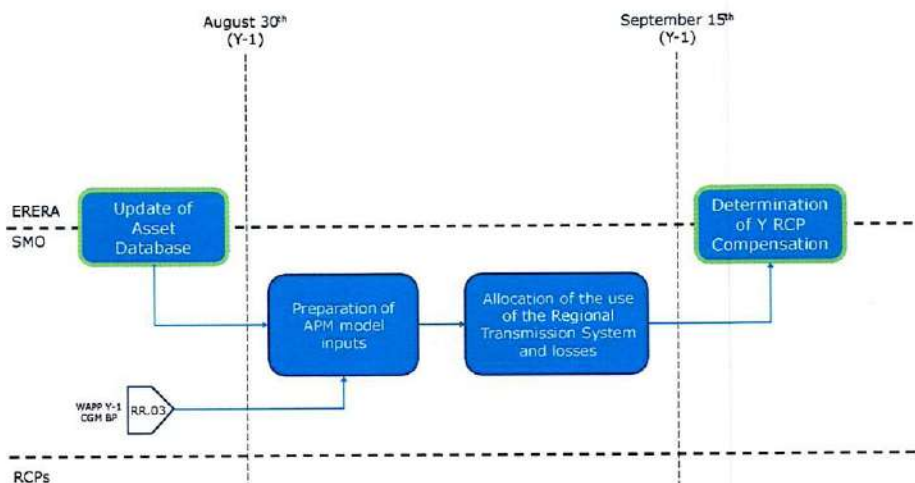 August 30th
(Y-1)
September 15th
(Y-1)
ERERA
SMO
Update of
Asset
Database
Determination
of Y RCP
Compensation
Preparation of
APM model
inputs
Allocation of the use
of the Regional
Transmission System
and losses
WAPP Y-1
CGM BP
RR.03
RCPs